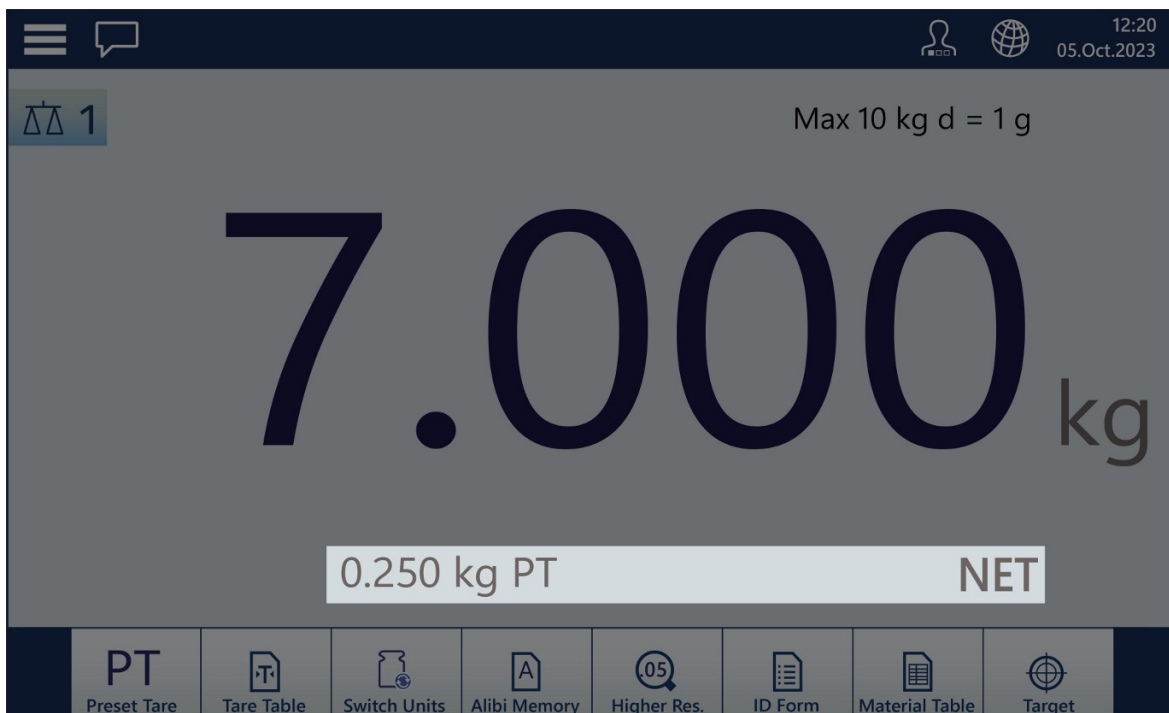 12:20
05.Oct.2023
1
Max 10 kg d = 1 g
7.000 kg
0.250 kg PT NET
PT
Preset Tare
T
Tare Table
Switch Units
A
Alibi Memory
.05
Higher Res.
ID Form
Material Table
Target